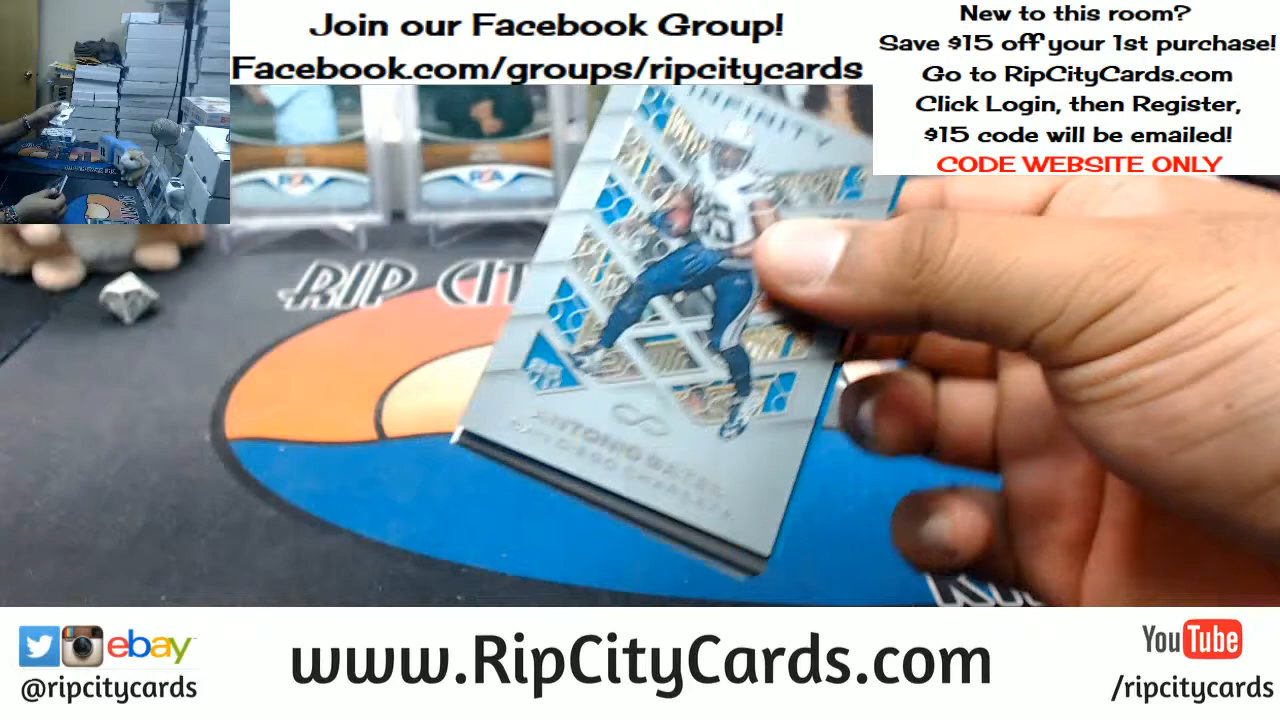 Join our Facebook Group!
Facebook.com/groups/ripcitycards
New to this room?
Save $15 off your 1st purchase!
Go to RipCityCards.com
Click Login, then Register,
$15 code will be emailed!
CODE WEBSITE ONLY
INFINITY
RIP CIT
ANTONIO GATES
SAN DIEGO CHARGERS
ebay
@ripcitycards
www.RipCityCards.com
YouTube
/ripcitycards